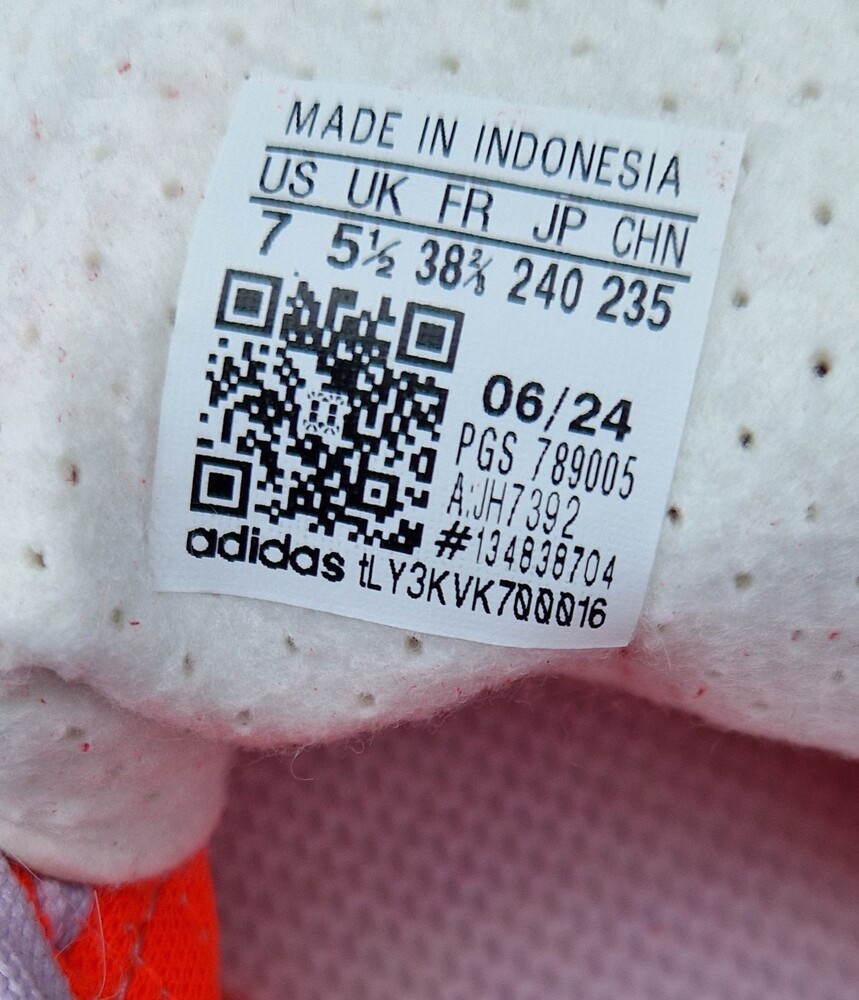 MADE IN INDONESIA
US UK FR JP CHN
7 5½ 38⅔ 240 235
06/24
PGS 789005
A:JH7392
#134838704
adidas tLY3KVK700016